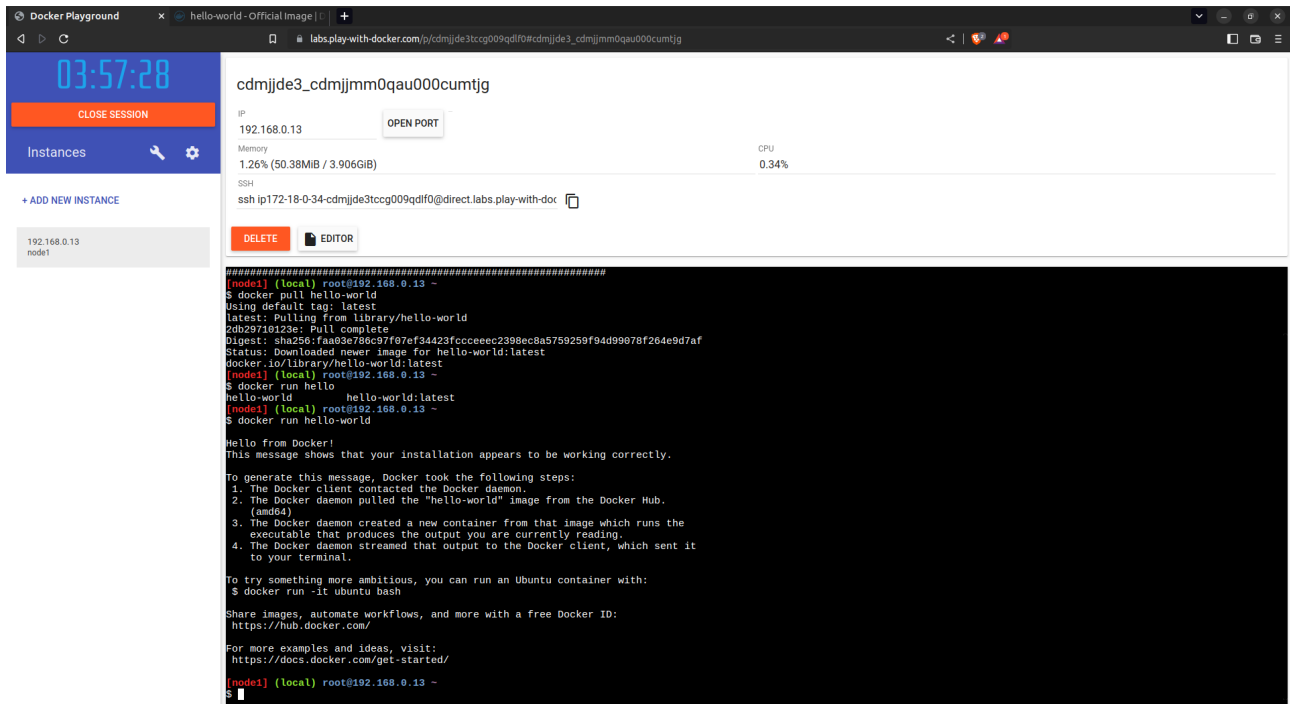 Docker Playground
hello-world - Official Image | D
labs.play-with-docker.com/p/cdmjjde3tccg009qdlf0#cdmjjde3_cdmjjmm0qau000cumtjg
03:57:28
CLOSE SESSION
Instances
+ ADD NEW INSTANCE
192.168.0.13
node1
cdmjjde3_cdmjjmm0qau000cumtjg
IP
192.168.0.13
OPEN PORT
Memory
1.26% (50.38MiB / 3.906GiB)
CPU
0.34%
SSH
ssh ip172-18-0-34-cdmjjde3tccg009qdlf0@direct.labs.play-with-doc
DELETE
EDITOR
###############################################################
[node1] (local) root@192.168.0.13 ~
$ docker pull hello-world
Using default tag: latest
latest: Pulling from library/hello-world
2db29710123e: Pull complete
Digest: sha256:faa03e786c97f07ef34423fccceeec2398ec8a5759259f94d99078f264e9d7af
Status: Downloaded newer image for hello-world:latest
docker.io/library/hello-world:latest
[node1] (local) root@192.168.0.13 ~
$ docker run hello
hello-world         hello-world:latest
[node1] (local) root@192.168.0.13 ~
$ docker run hello-world
Hello from Docker!
This message shows that your installation appears to be working correctly.
To generate this message, Docker took the following steps:
1. The Docker client contacted the Docker daemon.
2. The Docker daemon pulled the "hello-world" image from the Docker Hub.
(amd64)
3. The Docker daemon created a new container from that image which runs the
executable that produces the output you are currently reading.
4. The Docker daemon streamed that output to the Docker client, which sent it
to your terminal.
To try something more ambitious, you can run an Ubuntu container with:
$ docker run -it ubuntu bash
Share images, automate workflows, and more with a free Docker ID:
https://hub.docker.com/
For more examples and ideas, visit:
https://docs.docker.com/get-started/
[node1] (local) root@192.168.0.13 ~
$